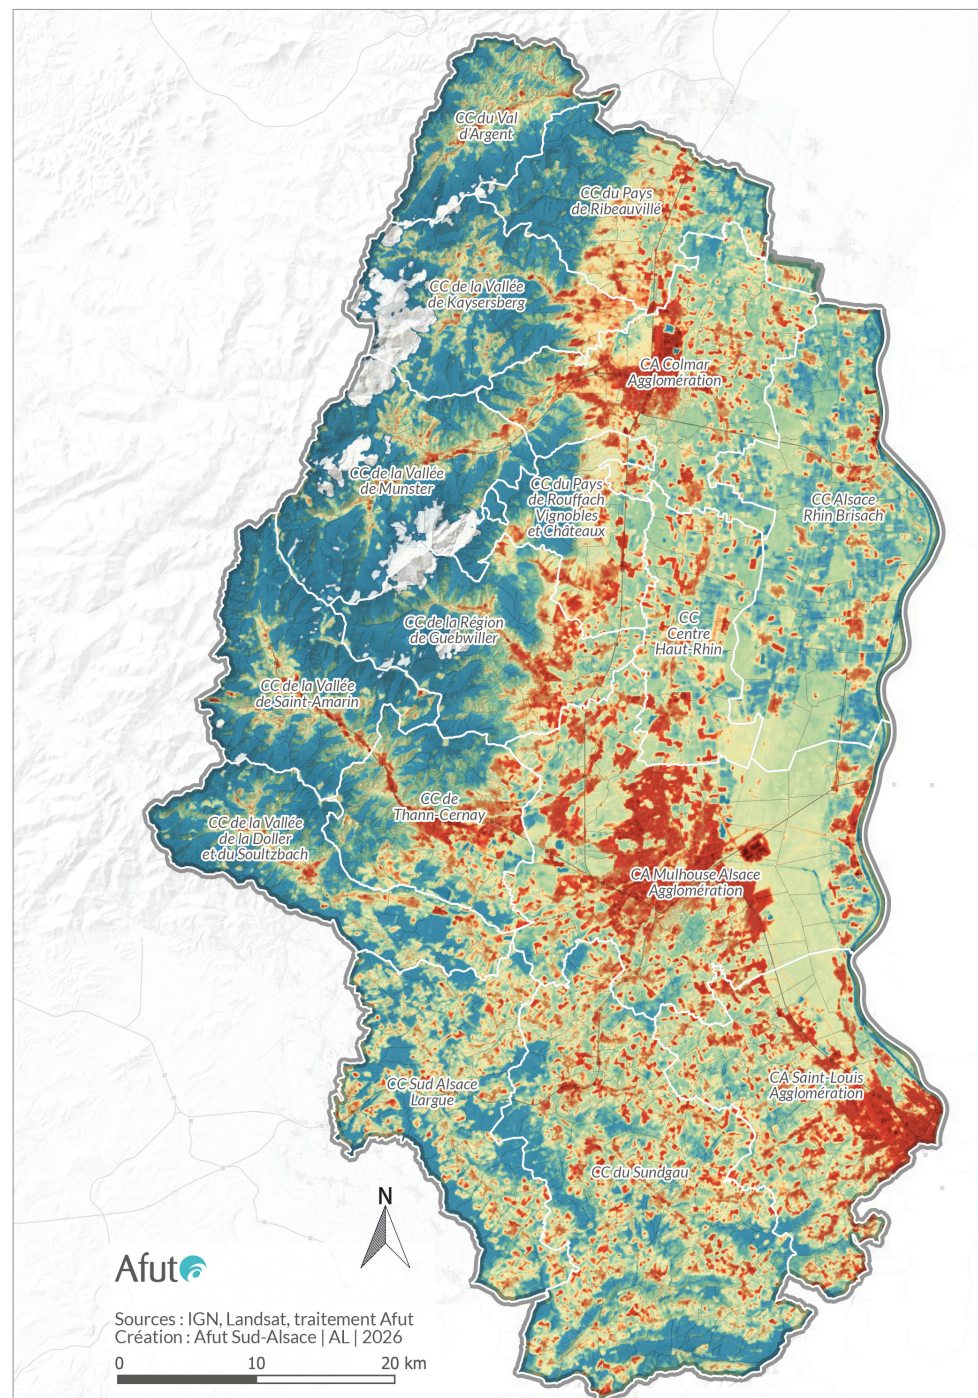 CC du Val
d'Argent
CC du Pays
de Ribeauvillé
CC de la Vallée
de Kaysersberg
CA Colmar
Agglomération
CC de la Vallée
de Munster
CC du Pays
de Rouffach
Vignobles
et Châteaux
CC Alsace
Rhin Brisach
CC de la Région
de Guebwiller
CC
Centre
Haut-Rhin
CC de la Vallée
de Saint-Amarin
CC de
Thann-Cernay
CC de la Vallée
de la Doller
et du Soultzbach
CA Mulhouse Alsace
Agglomération
CC Sud Alsace
Largue
CA Saint-Louis
Agglomération
CC du Sundgau
N
Afut
Sources : IGN, Landsat, traitement Afut
Création : Afut Sud-Alsace | AL | 2026
0 10 20 km